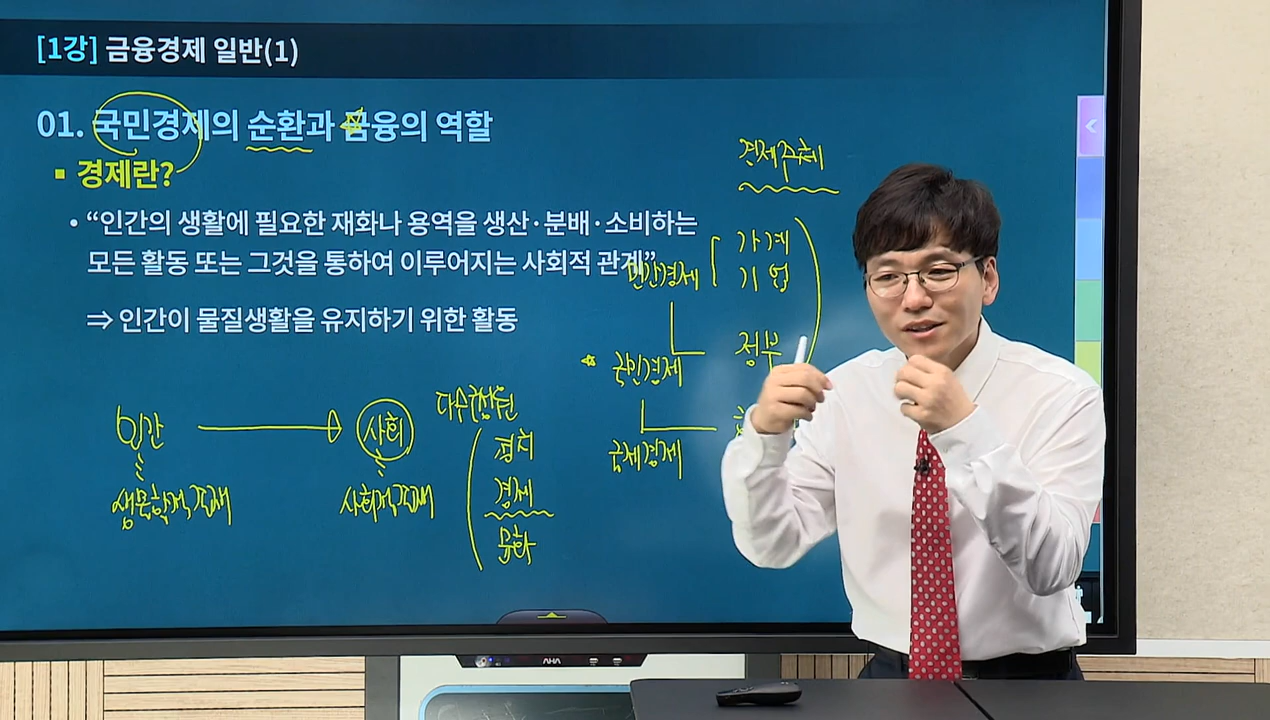 [1강] 금융경제 일반(1)
01. 국민경제의 순환과 금융의 역할
경제란?
“인간의 생활에 필요한 재화나 용역을 생산·분배·소비하는
모든 활동 또는 그것을 통하여 이루어지는 사회적 관계”
⇒ 인간이 물질생활을 유지하기 위한 활동
경제주체
가계
민간경제
기업
정부
국민경제
국제경제
인간
사회
생물학적 존재
사회적 존재
정치
경제
문화
AHA